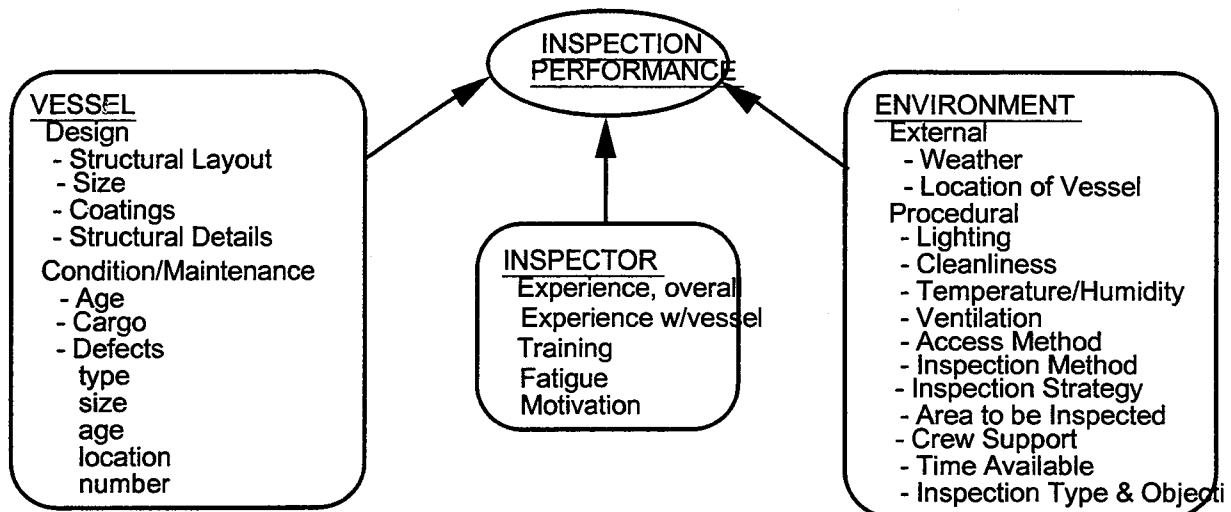 INSPECTION
PERFORMANCE
VESSEL
Design
- Structural Layout
- Size
- Coatings
- Structural Details
Condition/Maintenance
- Age
- Cargo
- Defects
type
size
age
location
number
INSPECTOR
Experience, overall
Experience w/vessel
Training
Fatigue
Motivation
ENVIRONMENT
External
- Weather
- Location of Vessel
Procedural
- Lighting
- Cleanliness
- Temperature/Humidity
- Ventilation
- Access Method
- Inspection Method
- Inspection Strategy
- Area to be Inspected
- Crew Support
- Time Available
- Inspection Type & Objecti